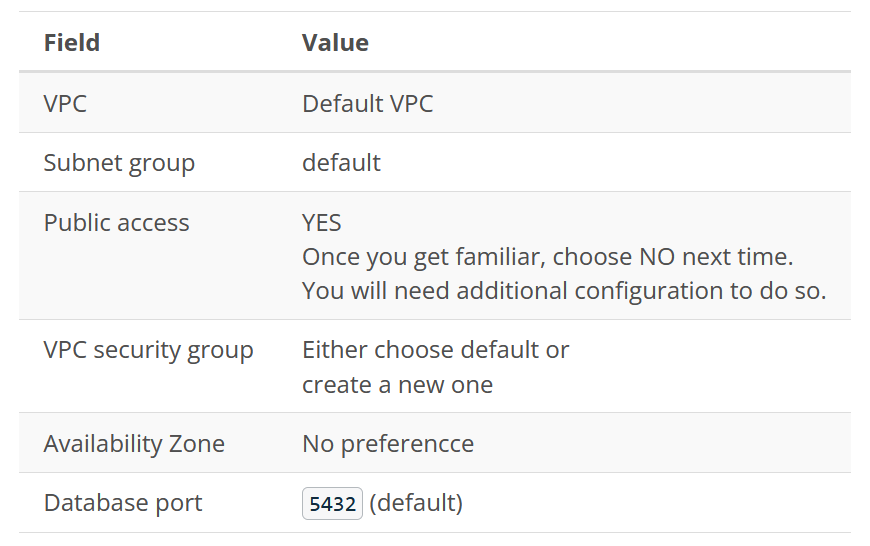 Field Value
VPC Default VPC
Subnet group default
Public access YES
Once you get familiar, choose NO next time.
You will need additional configuration to do so.
VPC security group Either choose default or
create a new one
Availability Zone No preferencce
Database port 5432 (default)